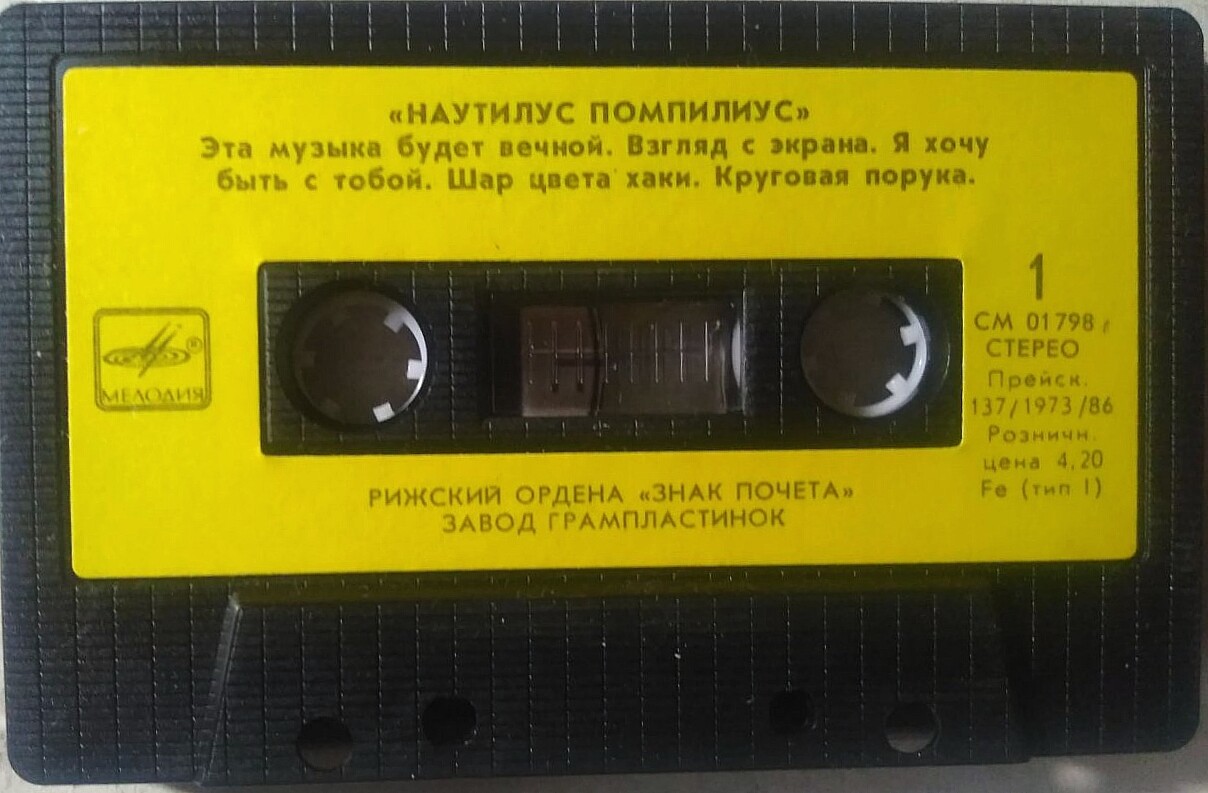 «НАУТИЛУС ПОМПИЛИУС»
Эта музыка будет вечной. Взгляд с экрана. Я хочу
быть с тобой. Шар цвета хаки. Круговая порука.
1
СМ 01798
СТЕРЕО
Прейск.
137/1973/86
Розничн.
цена 4,20
Fe (тип I)
®
МЕЛОДИЯ
РИЖСКИЙ ОРДЕНА «ЗНАК ПОЧЕТА»
ЗАВОД ГРАМПЛАСТИНОК